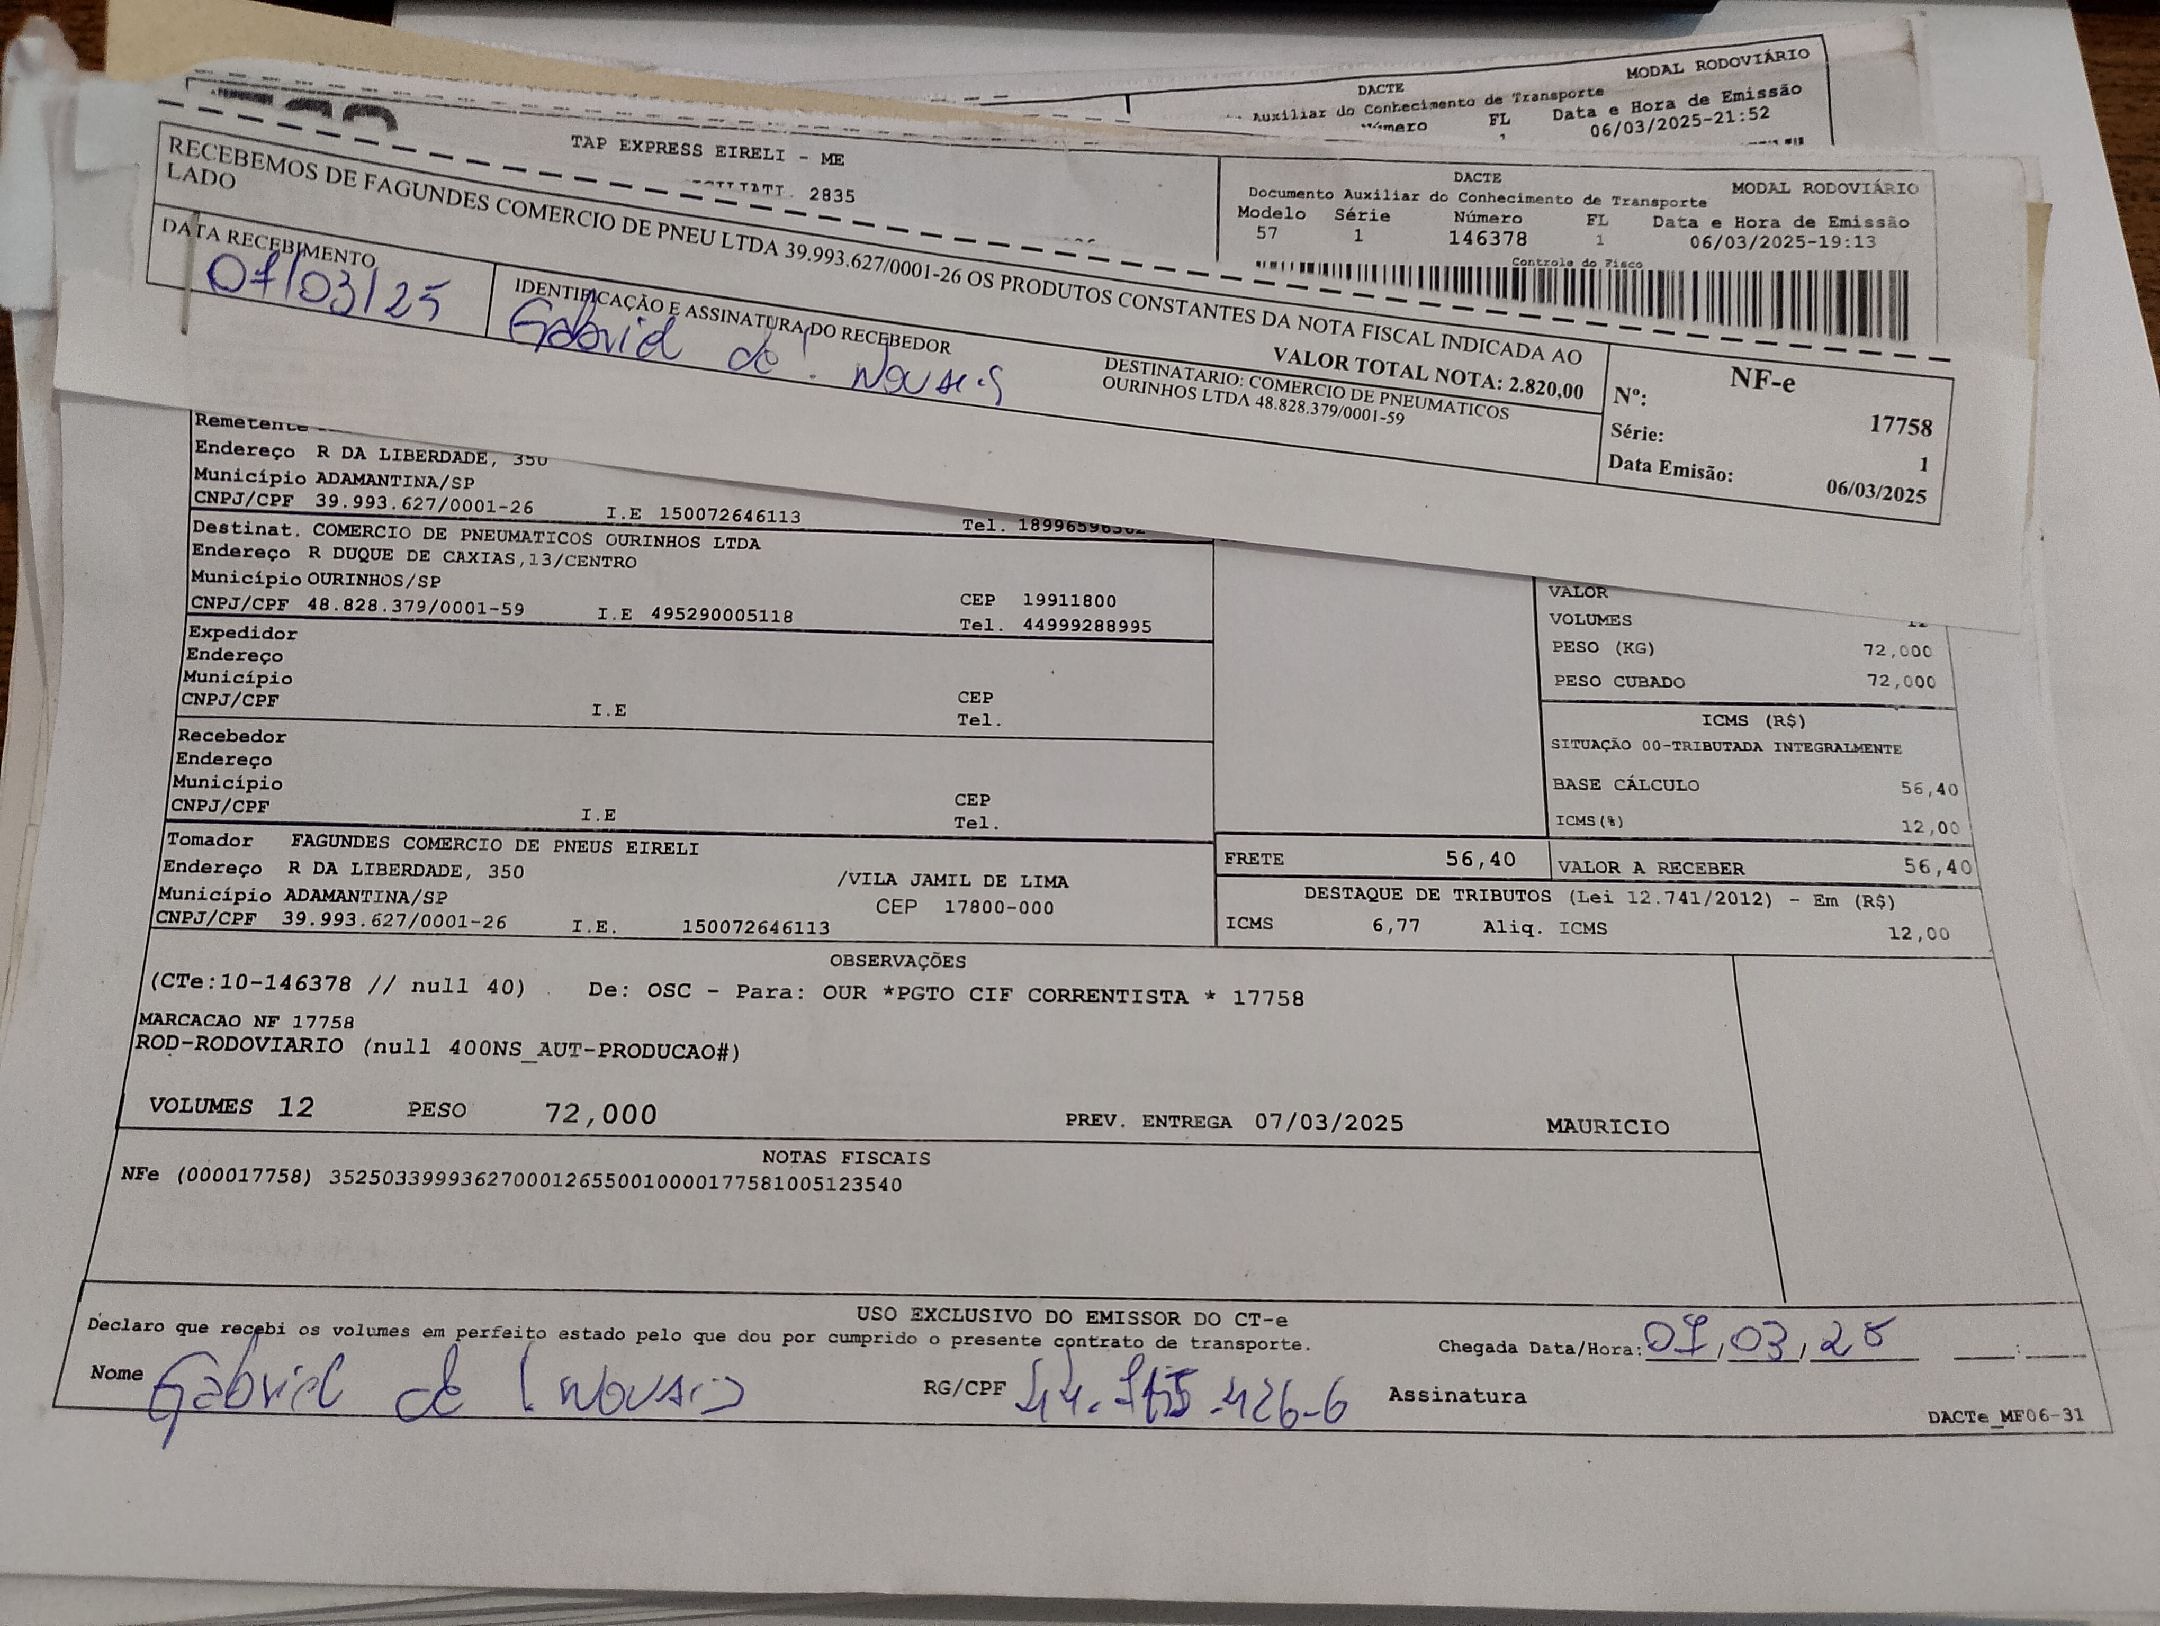 MODAL RODOVIÁRIO
DACTE
Auxiliar do Conhecimento de Transporte
FL Data e Hora de Emissão
06/03/2025-21:52
TAP EXPRESS EIRELI - ME
2835
DACTE
MODAL RODOVIÁRIO
Documento Auxiliar do Conhecimento de Transporte
Modelo Série Número FL Data e Hora de Emissão
57 1 146378 1 06/03/2025-19:13
Controle do Fisco
RECEBEMOS DE FAGUNDES COMERCIO DE PNEU LTDA 39.993.627/0001-26 OS PRODUTOS CONSTANTES DA NOTA FISCAL INDICADA AO
LADO
VALOR TOTAL NOTA: 2.820,00
DATA RECEBIMENTO
07/03/25
IDENTIFICAÇÃO E ASSINATURA DO RECEBEDOR
Gabriel de
DESTINATARIO: COMERCIO DE PNEUMATICOS
OURINHOS LTDA 48.828.379/0001-59
NF-e
Nº: 17758
Série: 1
Data Emisão: 06/03/2025
Remetente
Endereço R DA LIBERDADE, 350
Município ADAMANTINA/SP
CNPJ/CPF 39.993.627/0001-26 I.E 150072646113 Tel.
Destinat. COMERCIO DE PNEUMATICOS OURINHOS LTDA
Endereço R DUQUE DE CAXIAS,13/CENTRO
Município OURINHOS/SP CEP 19911800
CNPJ/CPF 48.828.379/0001-59 I.E 495290005118 Tel. 44999288995
Expedidor
Endereço
Município CEP
CNPJ/CPF I.E Tel.
Recebedor
Endereço
Município CEP
CNPJ/CPF I.E Tel.
Tomador FAGUNDES COMERCIO DE PNEUS EIRELI
Endereço R DA LIBERDADE, 350 /VILA JAMIL DE LIMA
Município ADAMANTINA/SP CEP 17800-000
CNPJ/CPF 39.993.627/0001-26 I.E. 150072646113
VALOR
VOLUMES
PESO (KG) 72,000
PESO CUBADO 72,000
ICMS (R$)
SITUAÇÃO 00-TRIBUTADA INTEGRALMENTE
BASE CÁLCULO 56,40
ICMS(%) 12,00
FRETE 56,40 VALOR A RECEBER 56,40
DESTAQUE DE TRIBUTOS (Lei 12.741/2012) - Em (R$)
ICMS 6,77 Aliq. ICMS 12,00
OBSERVAÇÕES
(CTe:10-146378 // null 40) . De: OSC - Para: OUR *PGTO CIF CORRENTISTA * 17758
MARCACAO NF 17758
ROD-RODOVIARIO (null 400NS_AUT-PRODUCAO#)
VOLUMES 12 PESO 72,000 PREV. ENTREGA 07/03/2025 MAURICIO
NOTAS FISCAIS
NFe (000017758) 35250339993627000126550010000177581005123540
USO EXCLUSIVO DO EMISSOR DO CT-e
Declaro que recebi os volumes em perfeito estado pelo que dou por cumprido o presente contrato de transporte.
Chegada Data/Hora: 07,03,25 :
Nome Gabriel de RG/CPF Assinatura
DACTe_MF06-31